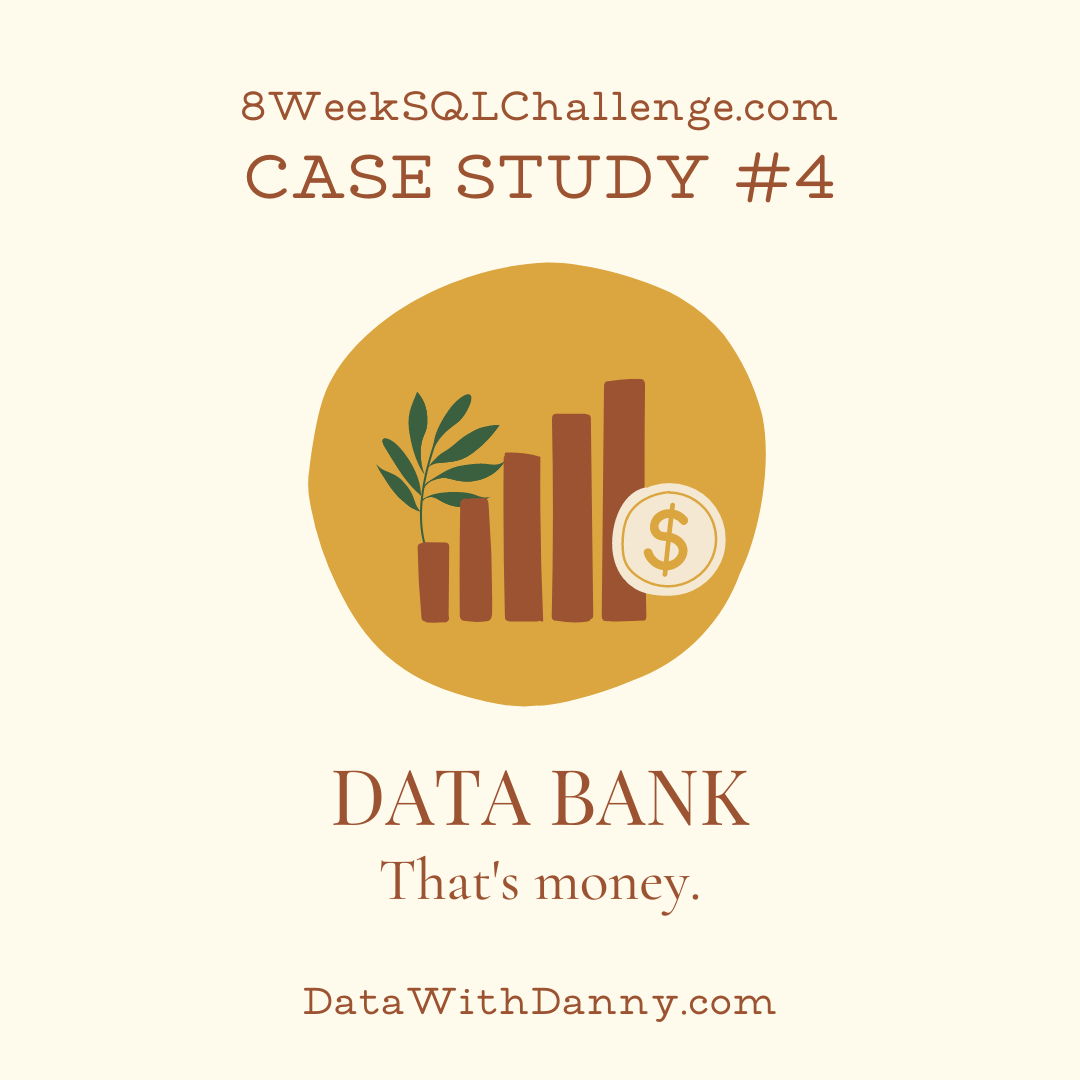 8WeekSQLChallenge.com
CASE STUDY #4
$
DATA BANK
That's money.
DataWithDanny.com